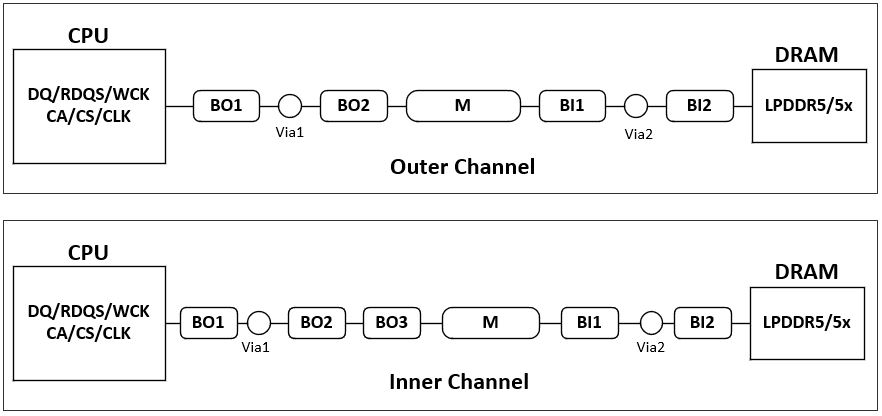 CPU
DRAM
DQ/RDQS/WCK
CA/CS/CLK
BO1
Via1
BO2
M
BI1
Via2
BI2
LPDDR5/5x
Outer Channel
CPU
DRAM
DQ/RDQS/WCK
CA/CS/CLK
BO1
Via1
BO2
BO3
M
BI1
Via2
BI2
LPDDR5/5x
Inner Channel